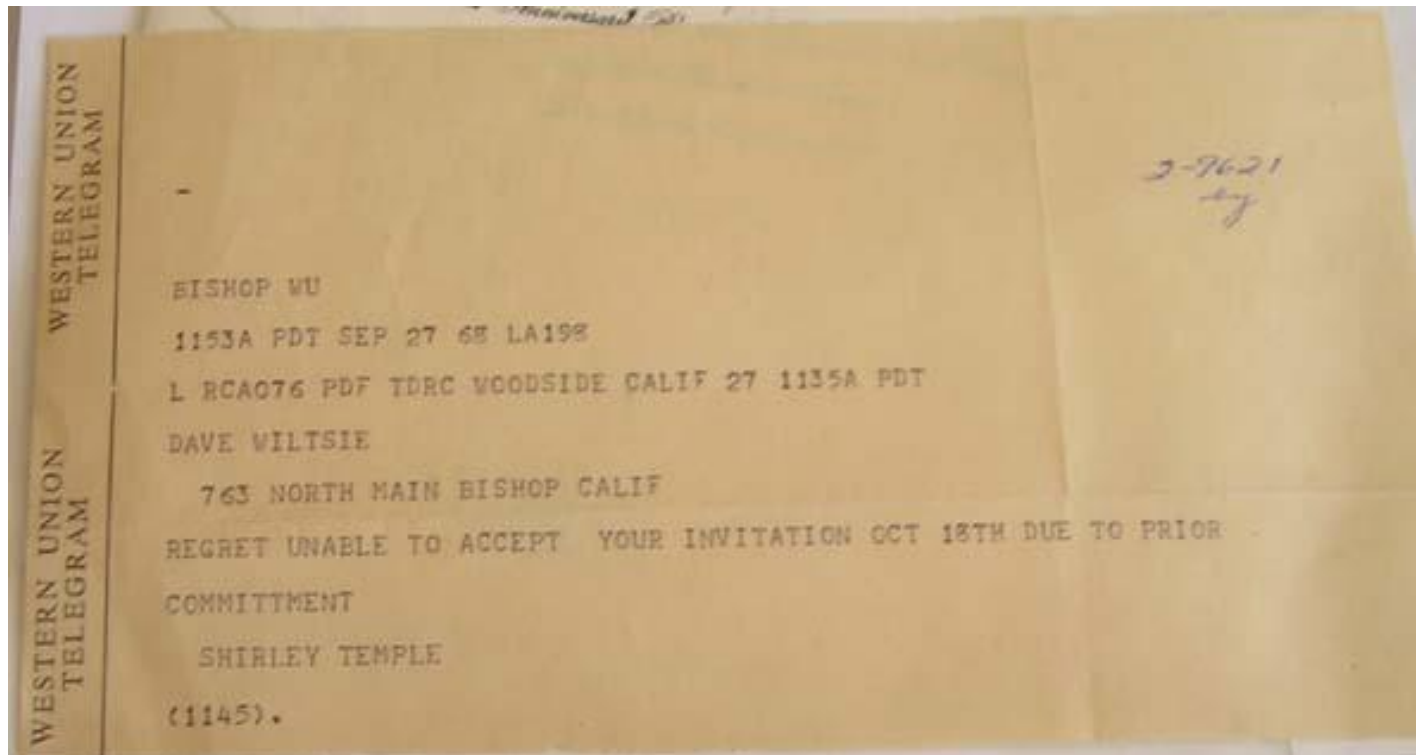 WESTERN UNION
TELEGRAM
WESTERN UNION
TELEGRAM
2-9621
-
BISHOP WU
1153A PDT SEP 27 68 LA198
L RCA076 PDF TDRC WOODSIDE CALIF 27 1135A PDT
DAVE WILTSIE
763 NORTH MAIN BISHOP CALIF
REGRET UNABLE TO ACCEPT YOUR INVITATION OCT 18TH DUE TO PRIOR
COMMITTMENT
SHIRLEY TEMPLE
(1145).